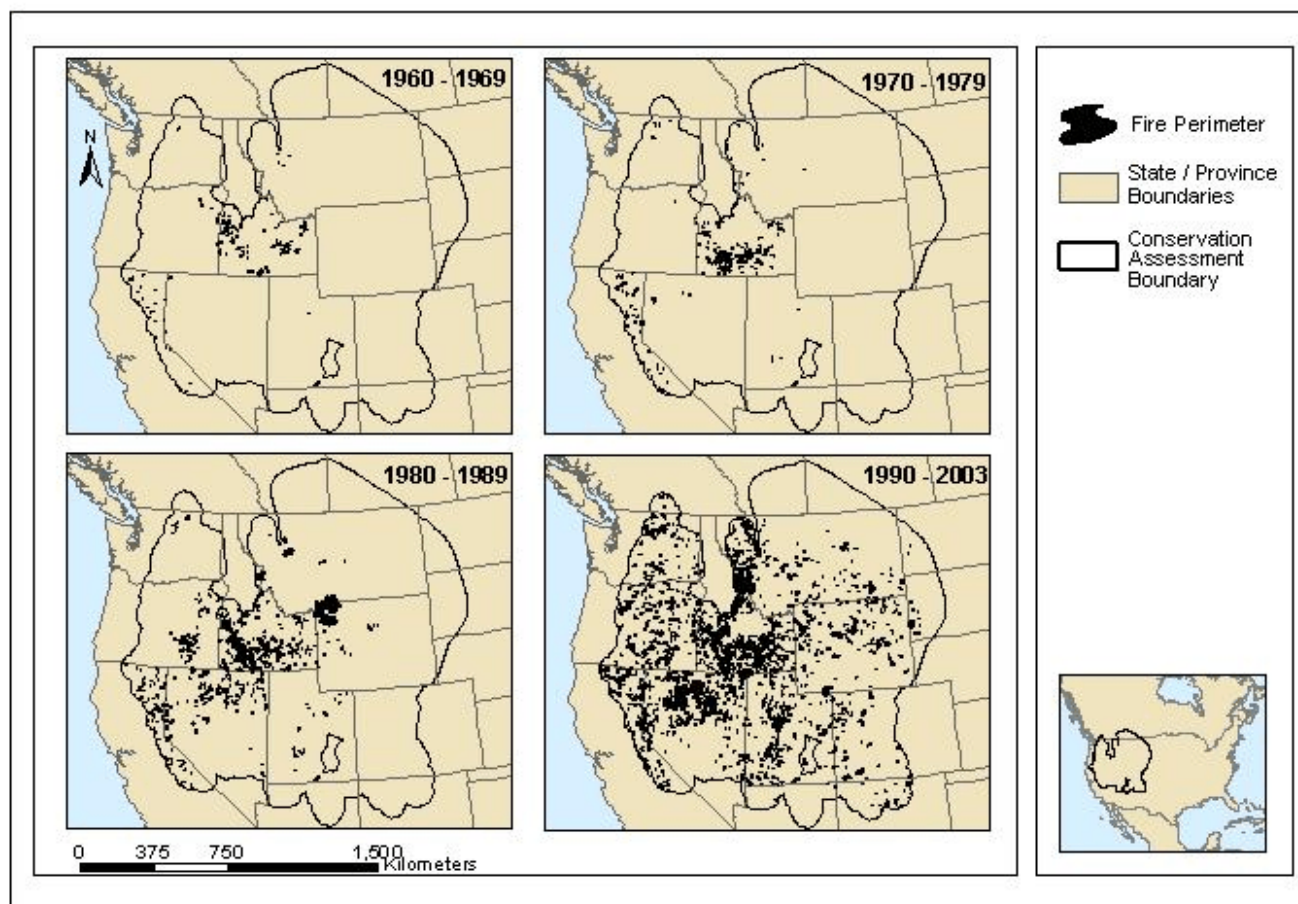 1960 - 1969
1970 - 1979
N
Fire Perimeter
State / Province
Boundaries
Conservation
Assessment
Boundary
1980 - 1989
1990 - 2003
0 375 750 1,500
Kilometers